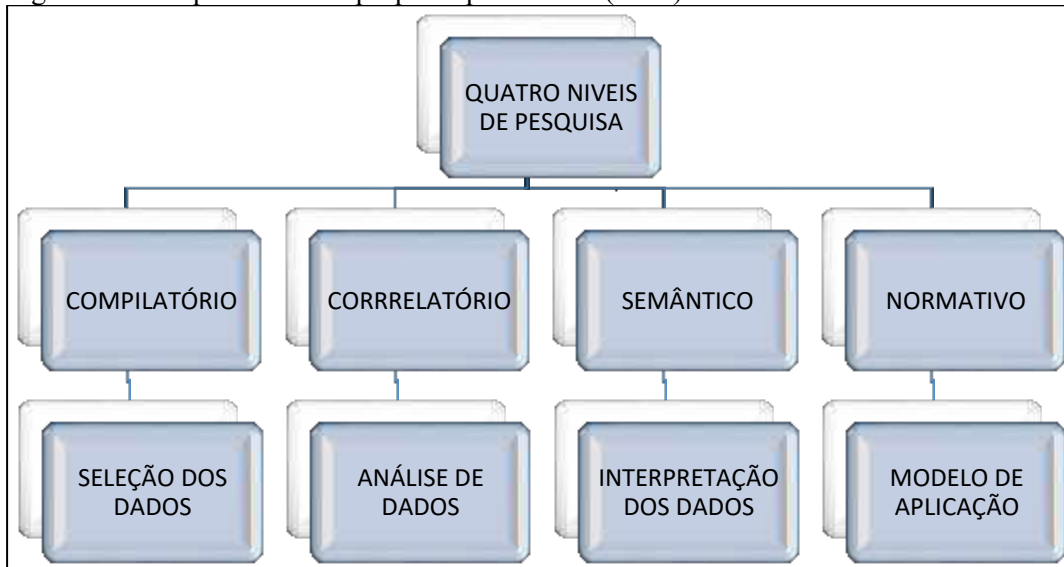 QUATRO NIVEIS
DE PESQUISA
COMPILATÓRIO
CORRRELATÓRIO
SEMÂNTICO
NORMATIVO
SELEÇÃO DOS
DADOS
ANÁLISE DE
DADOS
INTERPRETAÇÃO
DOS DADOS
MODELO DE
APLICAÇÃO